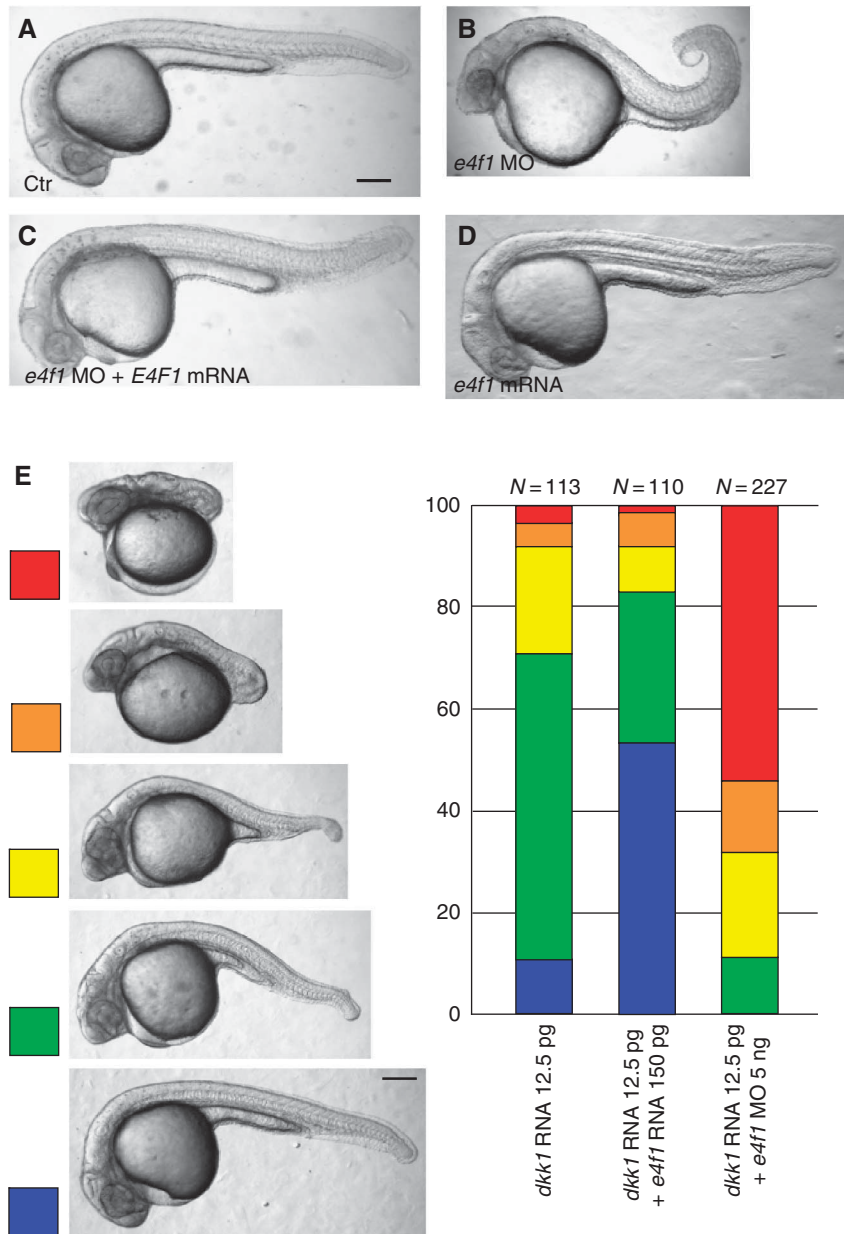 A
Ctr
B
e4f1 MO
C
e4f1 MO + E4F1 mRNA
D
e4f1 mRNA
E
N = 113
N = 110
N = 227
100
80
60
40
20
0
dkk1 RNA 12.5 pg
dkk1 RNA 12.5 pg
+ e4f1 RNA 150 pg
dkk1 RNA 12.5 pg
+ e4f1 MO 5 ng